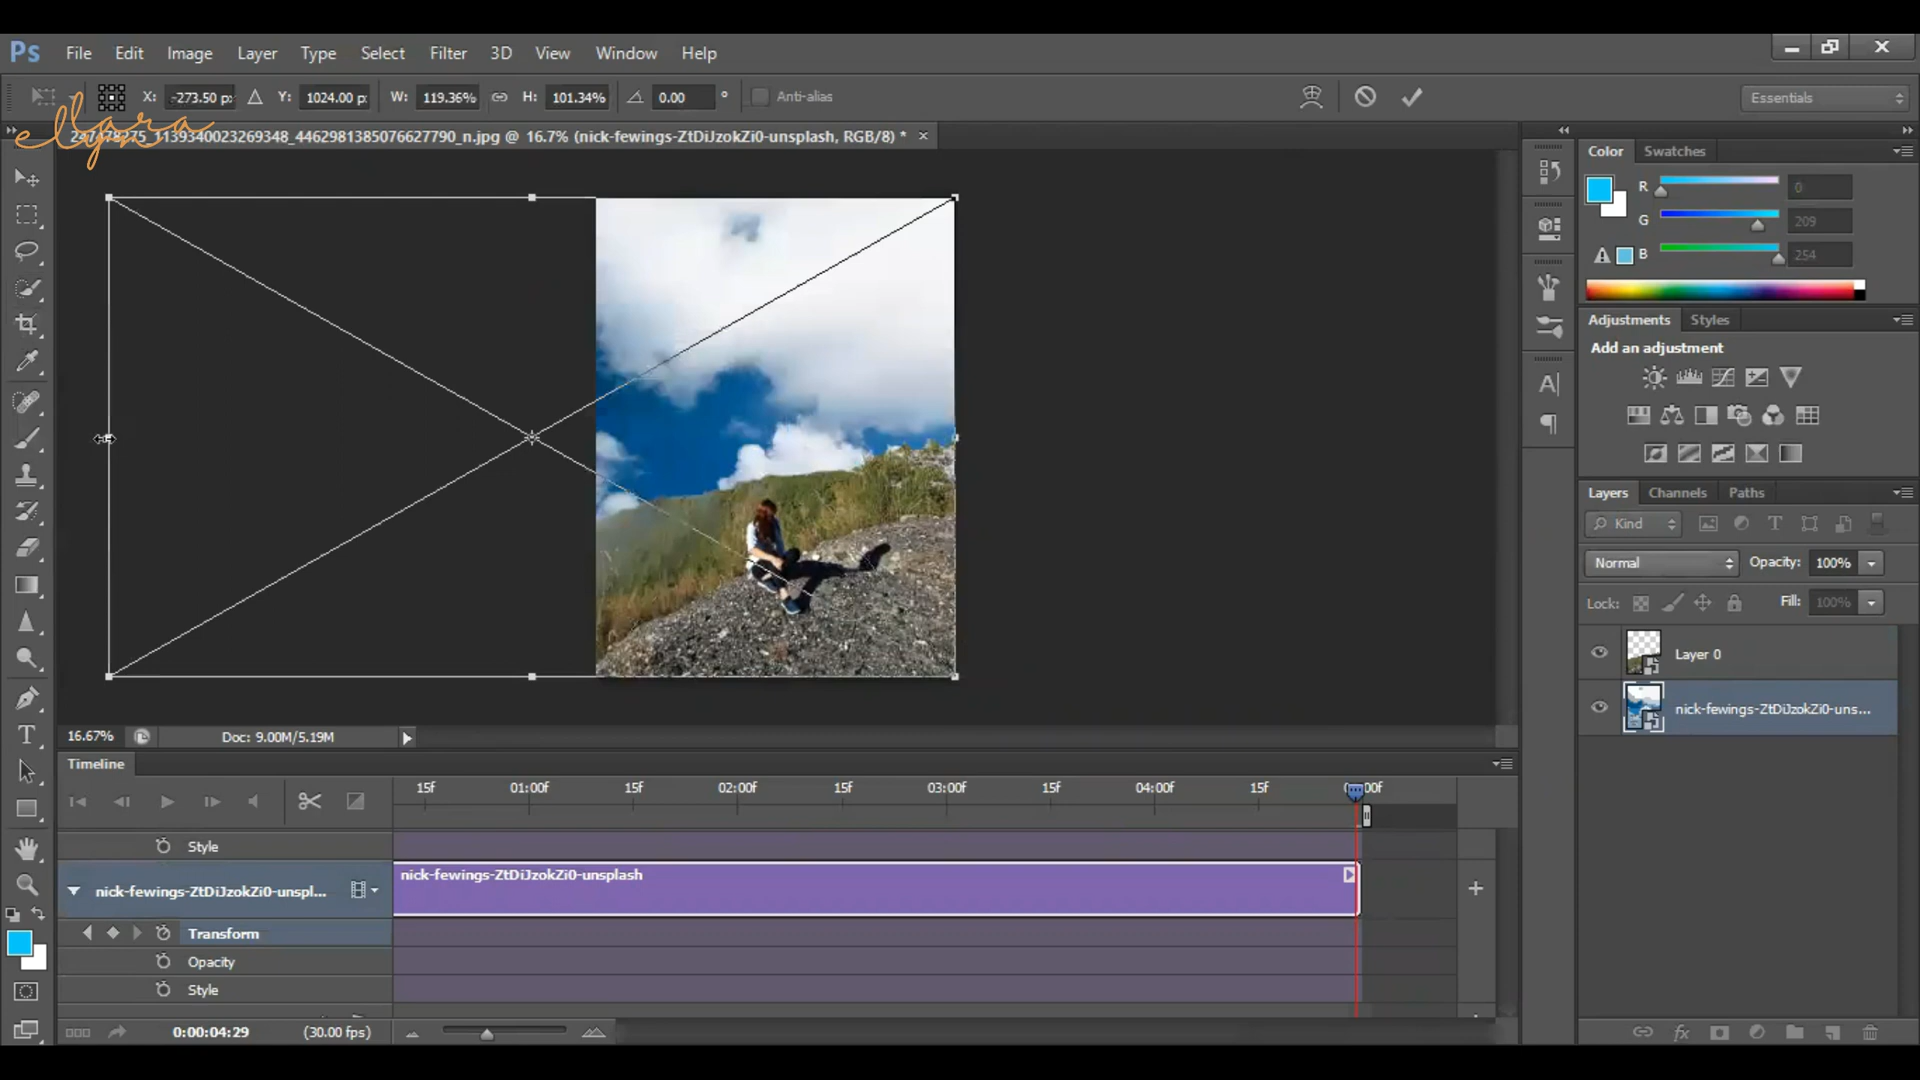 Ps File Edit Image Layer Type Select Filter 3D View Window Help
X: -273.50 px Y: 1024.00 px W: 119.36% H: 101.34% 0.00 ° Anti-alias Essentials
elara
_1139340023269348_4462981385076627790_n.jpg @ 16.7% (nick-fewings-ZtDiJzokZi0-unsplash, RGB/8) *
Color Swatches
R 0
G 209
B 254
Adjustments Styles
Add an adjustment
Layers Channels Paths
Kind
Normal Opacity: 100%
Lock: Fill: 100%
Layer 0
nick-fewings-ZtDiJzokZi0-uns...
16.67% Doc: 9.00M/5.19M
Timeline
15f 01:00f 15f 02:00f 15f 03:00f 15f 04:00f 15f 00f
Style
nick-fewings-ZtDiJzokZi0-unspl... nick-fewings-ZtDiJzokZi0-unsplash
Transform
Opacity
Style
0:00:04:29 (30.00 fps)